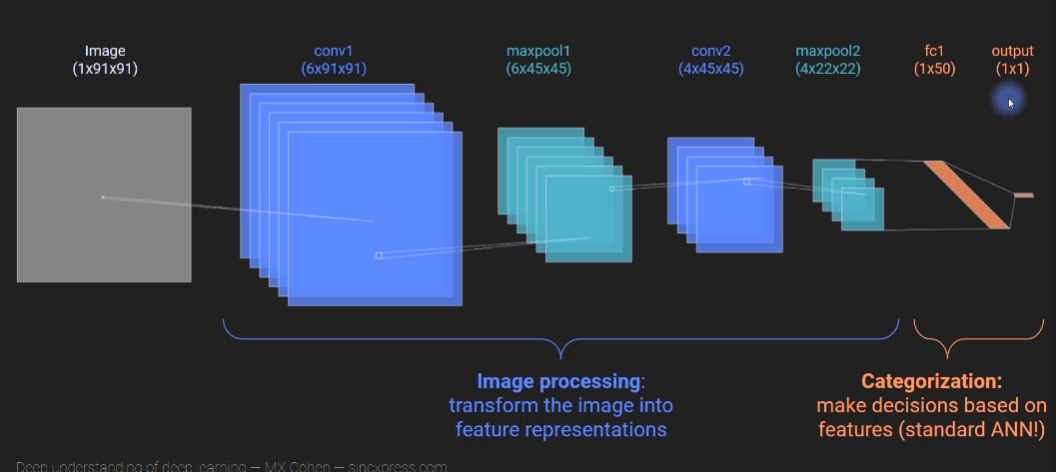 Image
(1x91x91)
conv1
(6x91x91)
maxpool1
(6x45x45)
conv2
(4x45x45)
maxpool2
(4x22x22)
fc1
(1x50)
output
(1x1)
Image processing:
transform the image into
feature representations
Categorization:
make decisions based on
features (standard ANN!)
Deep understanding of deep learning — MX Cohen — sincxpress.com